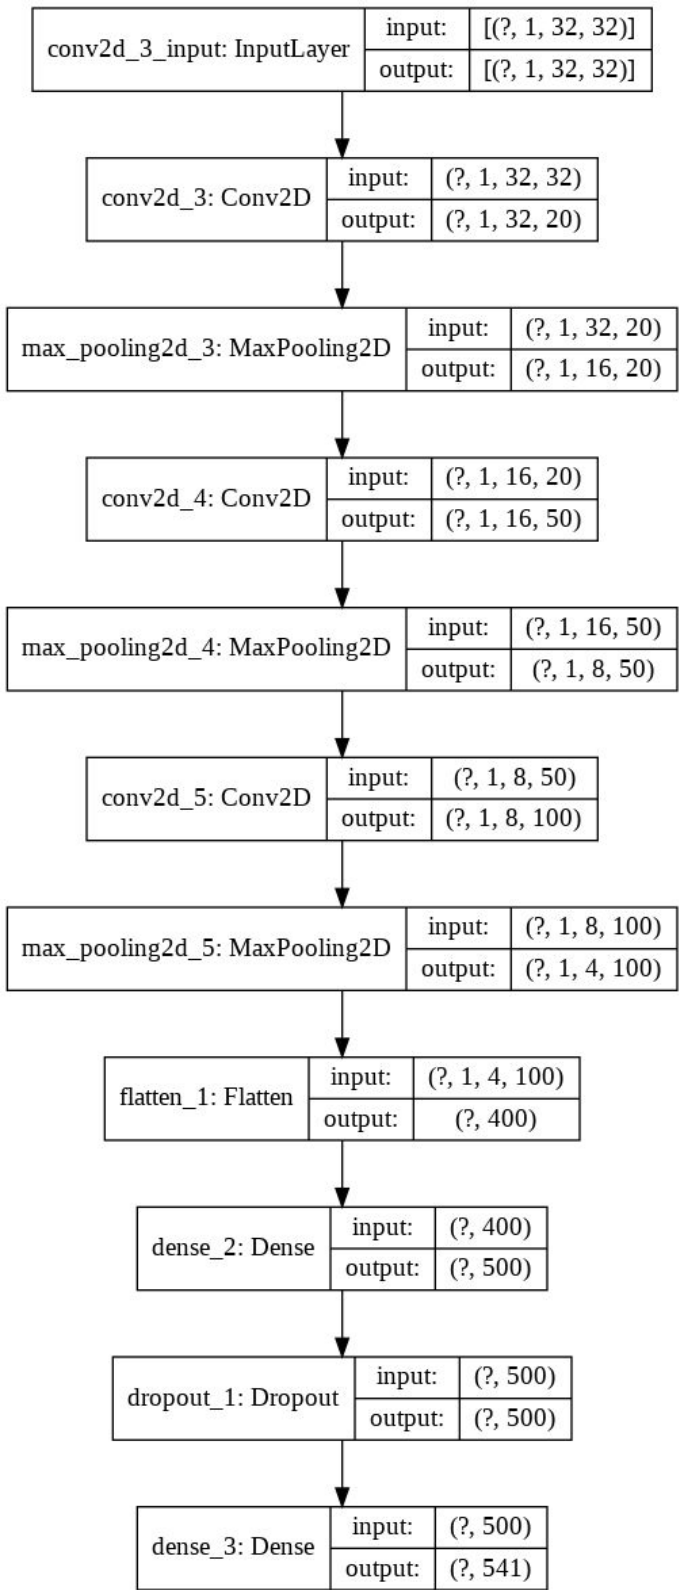 conv2d_3_input: InputLayer
input: [(?, 1, 32, 32)]
output: [(?, 1, 32, 32)]
conv2d_3: Conv2D
input: (?, 1, 32, 32)
output: (?, 1, 32, 20)
max_pooling2d_3: MaxPooling2D
input: (?, 1, 32, 20)
output: (?, 1, 16, 20)
conv2d_4: Conv2D
input: (?, 1, 16, 20)
output: (?, 1, 16, 50)
max_pooling2d_4: MaxPooling2D
input: (?, 1, 16, 50)
output: (?, 1, 8, 50)
conv2d_5: Conv2D
input: (?, 1, 8, 50)
output: (?, 1, 8, 100)
max_pooling2d_5: MaxPooling2D
input: (?, 1, 8, 100)
output: (?, 1, 4, 100)
flatten_1: Flatten
input: (?, 1, 4, 100)
output: (?, 400)
dense_2: Dense
input: (?, 400)
output: (?, 500)
dropout_1: Dropout
input: (?, 500)
output: (?, 500)
dense_3: Dense
input: (?, 500)
output: (?, 541)